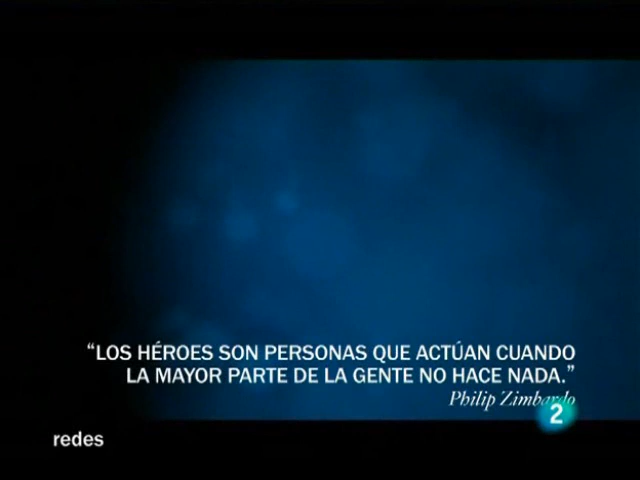 “LOS HÉROES SON PERSONAS QUE ACTÚAN CUANDO
LA MAYOR PARTE DE LA GENTE NO HACE NADA.”
Philip Zimbardo
2
redes